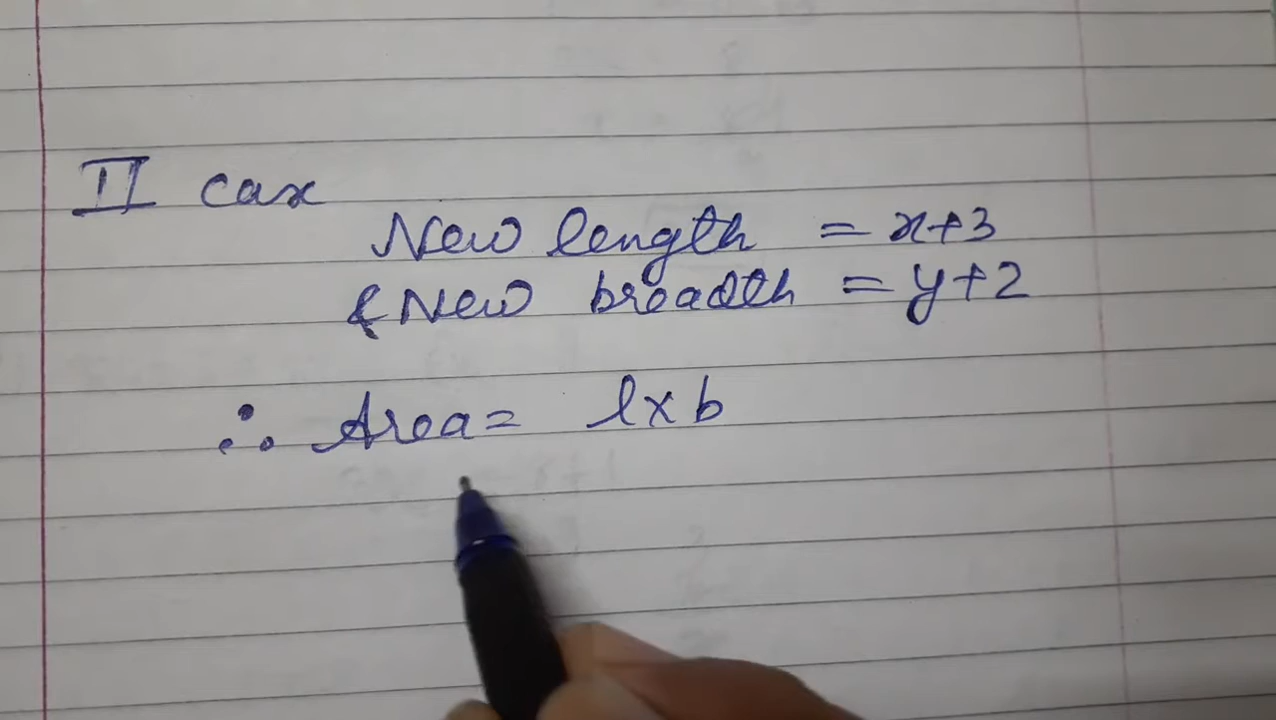 II case
New length = x+3
& New breadth = y+2
∴ Area = l×b